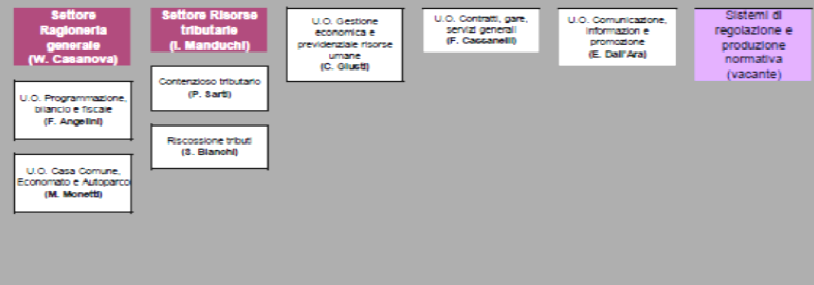 Settore
Ragioneria
generale
(W. Casanova)
U.O. Programmazione,
bilancio e fiscale
(F. Angelini)
U.O. Casa Comune,
Economato e Autoparco
(M. Monetti)
Settore Risorse
tributarie
(I. Manduchi)
Contenzioso tributario
(P. Sarti)
Riscossione tributi
(S. Bianchi)
U.O. Gestione
economica e
previdenziale risorse
umane
(C. Giusti)
U.O. Contratti, gare,
servizi generali
(F. Cassanelli)
U.O. Comunicazione,
informazion e
promozione
(E. Dall'Ara)
Sistemi di
regolazione e
produzione
normativa
(vacante)